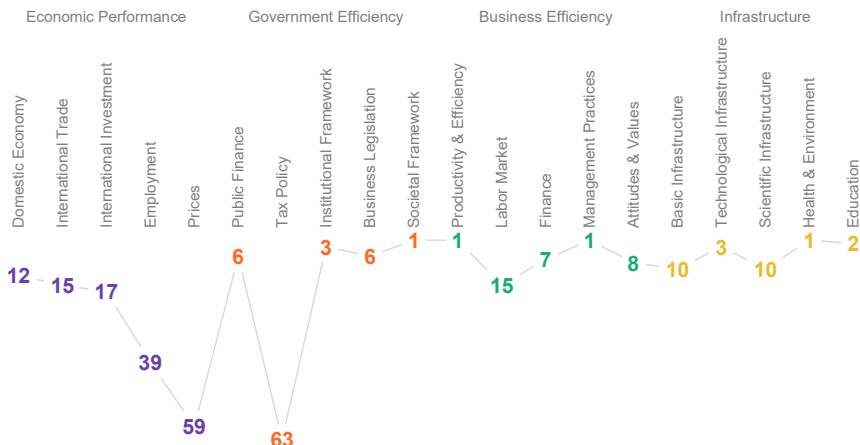 Economic Performance
Government Efficiency
Business Efficiency
Infrastructure
Domestic Economy
International Trade
International Investment
Employment
Prices
Public Finance
Tax Policy
Institutional Framework
Business Legislation
Societal Framework
Productivity & Efficiency
Labor Market
Finance
Management Practices
Attitudes & Values
Basic Infrastructure
Technological Infrastructure
Scientific Infrastructure
Health & Environment
Education
12
15
17
39
59
6
63
3
6
1
1
15
7
1
8
10
3
10
1
2